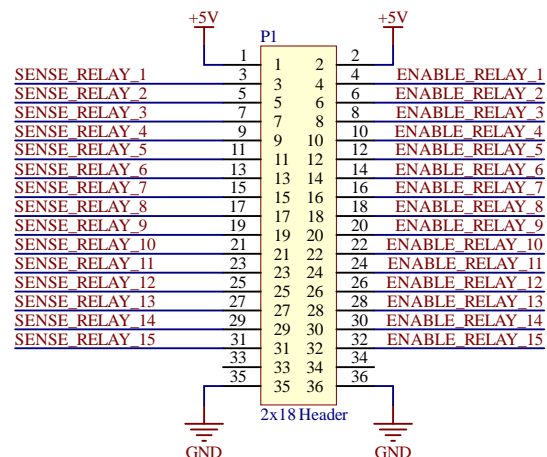 +5V +5V
P1
1 1 2 2
SENSE_RELAY_1 3 3 4 4 ENABLE_RELAY_1
SENSE_RELAY_2 5 5 6 6 ENABLE_RELAY_2
SENSE_RELAY_3 7 7 8 8 ENABLE_RELAY_3
SENSE_RELAY_4 9 9 10 10 ENABLE_RELAY_4
SENSE_RELAY_5 11 11 12 12 ENABLE_RELAY_5
SENSE_RELAY_6 13 13 14 14 ENABLE_RELAY_6
SENSE_RELAY_7 15 15 16 16 ENABLE_RELAY_7
SENSE_RELAY_8 17 17 18 18 ENABLE_RELAY_8
SENSE_RELAY_9 19 19 20 20 ENABLE_RELAY_9
SENSE_RELAY_10 21 21 22 22 ENABLE_RELAY_10
SENSE_RELAY_11 23 23 24 24 ENABLE_RELAY_11
SENSE_RELAY_12 25 25 26 26 ENABLE_RELAY_12
SENSE_RELAY_13 27 27 28 28 ENABLE_RELAY_13
SENSE_RELAY_14 29 29 30 30 ENABLE_RELAY_14
SENSE_RELAY_15 31 31 32 32 ENABLE_RELAY_15
33 33 34 34
35 35 36 36
2x18 Header
GND GND